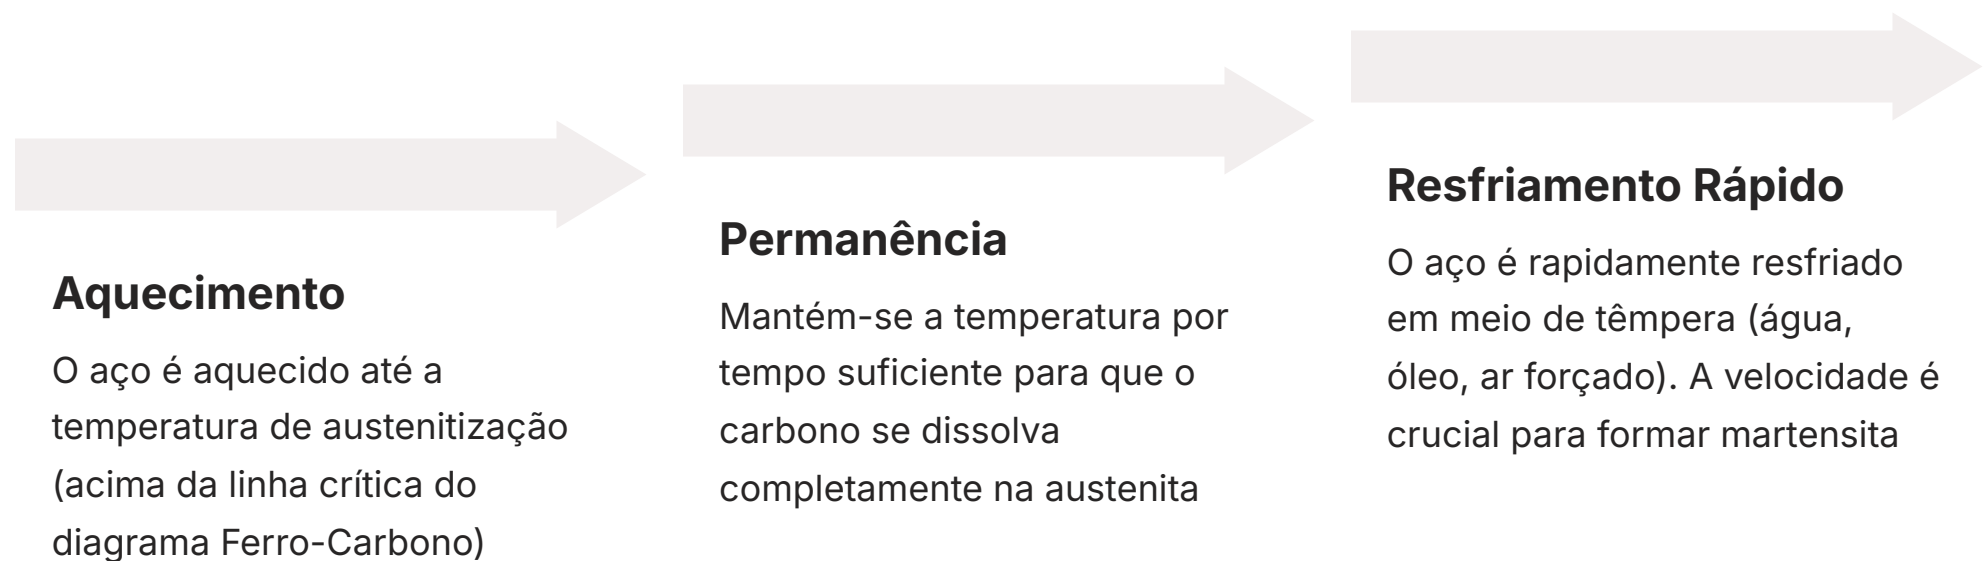 Aquecimento
O aço é aquecido até a
temperatura de austenitização
(acima da linha crítica do
diagrama Ferro-Carbono)
Permanência
Mantém-se a temperatura por
tempo suficiente para que o
carbono se dissolva
completamente na austenita
Resfriamento Rápido
O aço é rapidamente resfriado
em meio de têmpera (água,
óleo, ar forçado). A velocidade é
crucial para formar martensita